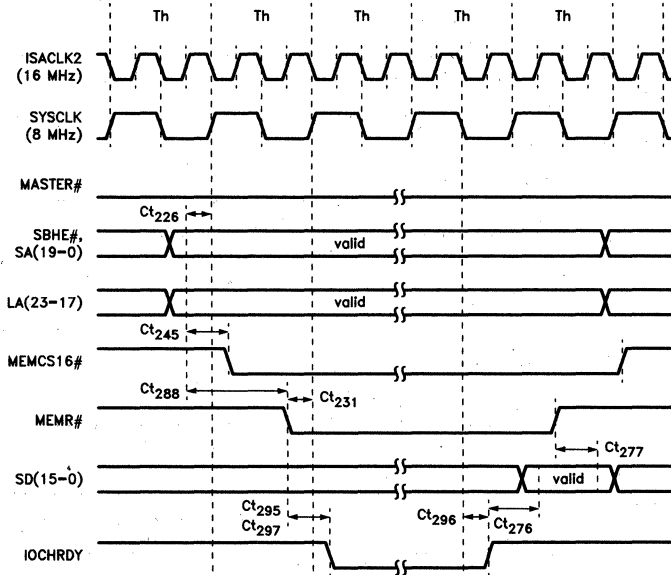 Th Th Th Th Th
ISACLK2
(16 MHz)
SYSCLK
(8 MHz)
MASTER#
Ct226
SBHE#,
SA(19-0)
valid
LA(23-17)
valid
Ct245
MEMCS16#
Ct288
Ct231
MEMR#
Ct277
SD(15-0)
valid
Ct295
Ct297
Ct296
Ct276
IOCHRDY